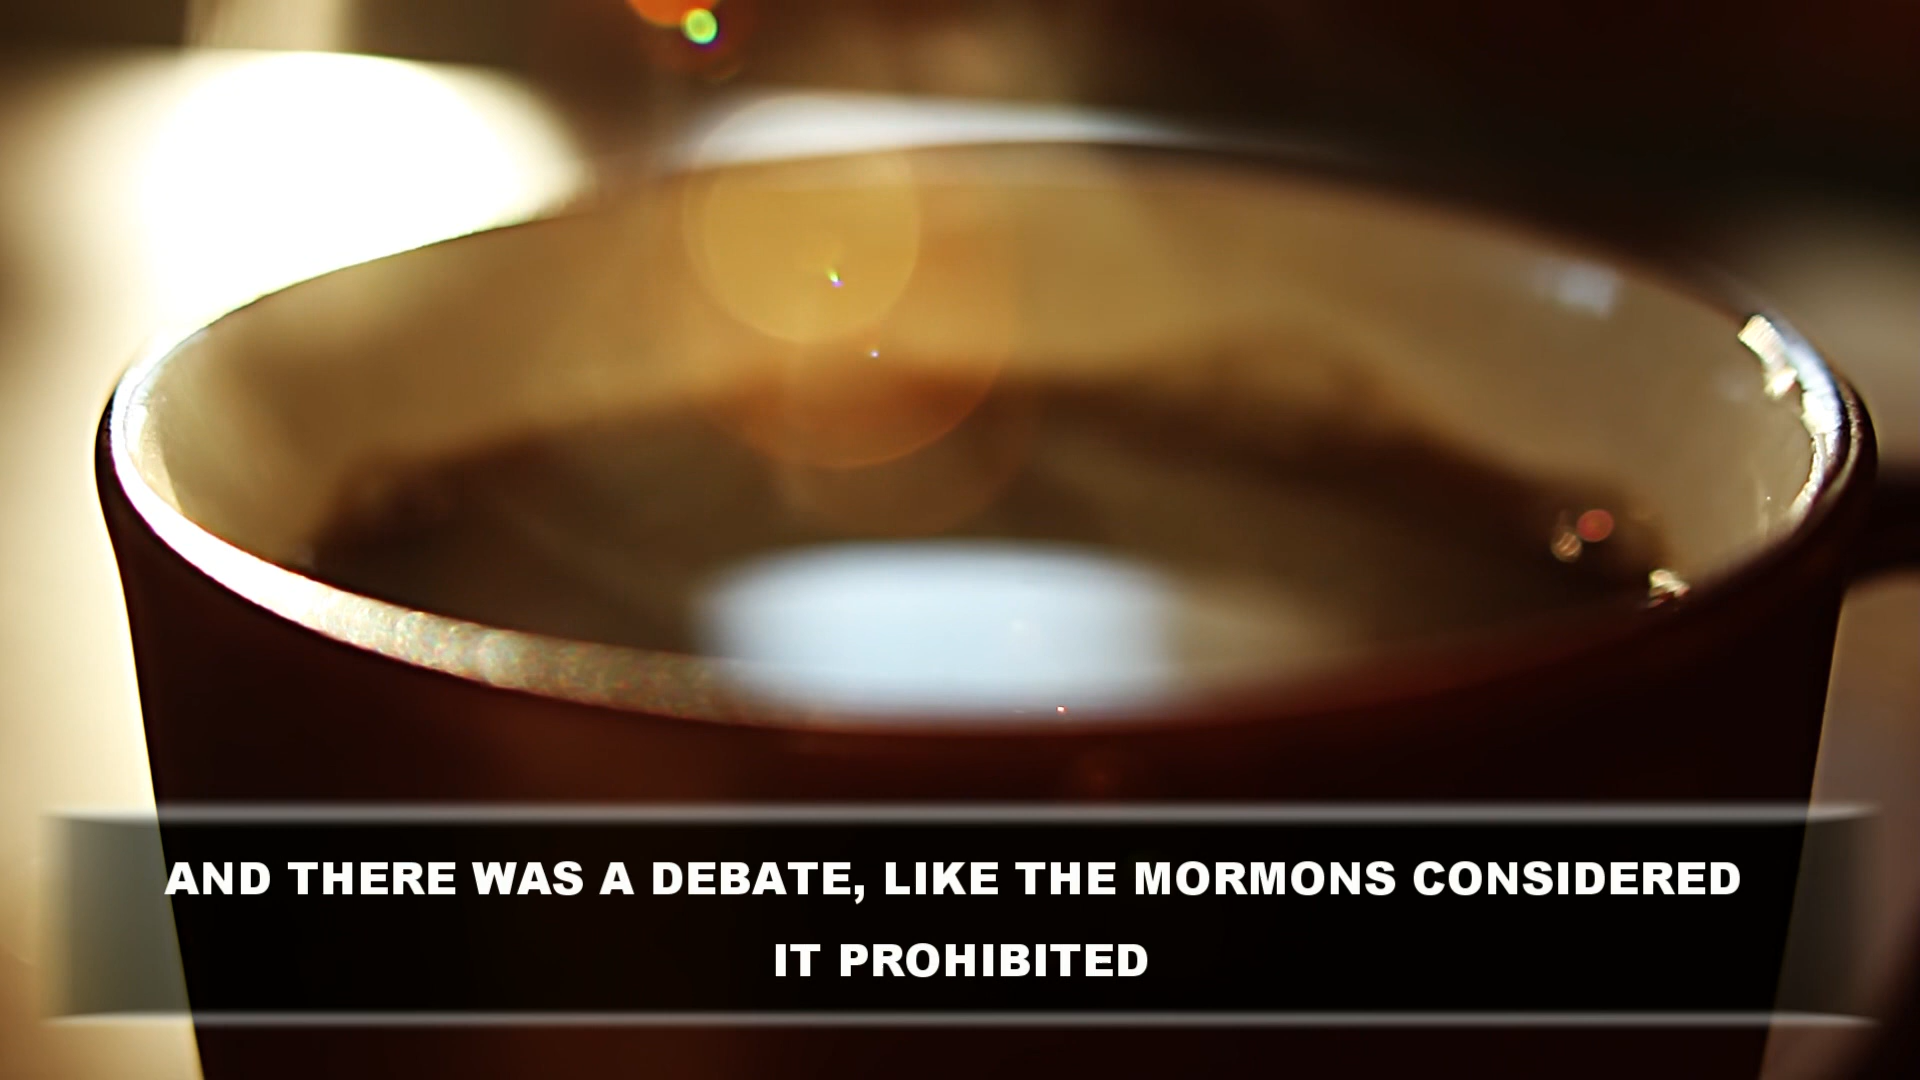 AND THERE WAS A DEBATE, LIKE THE MORMONS CONSIDERED
IT PROHIBITED